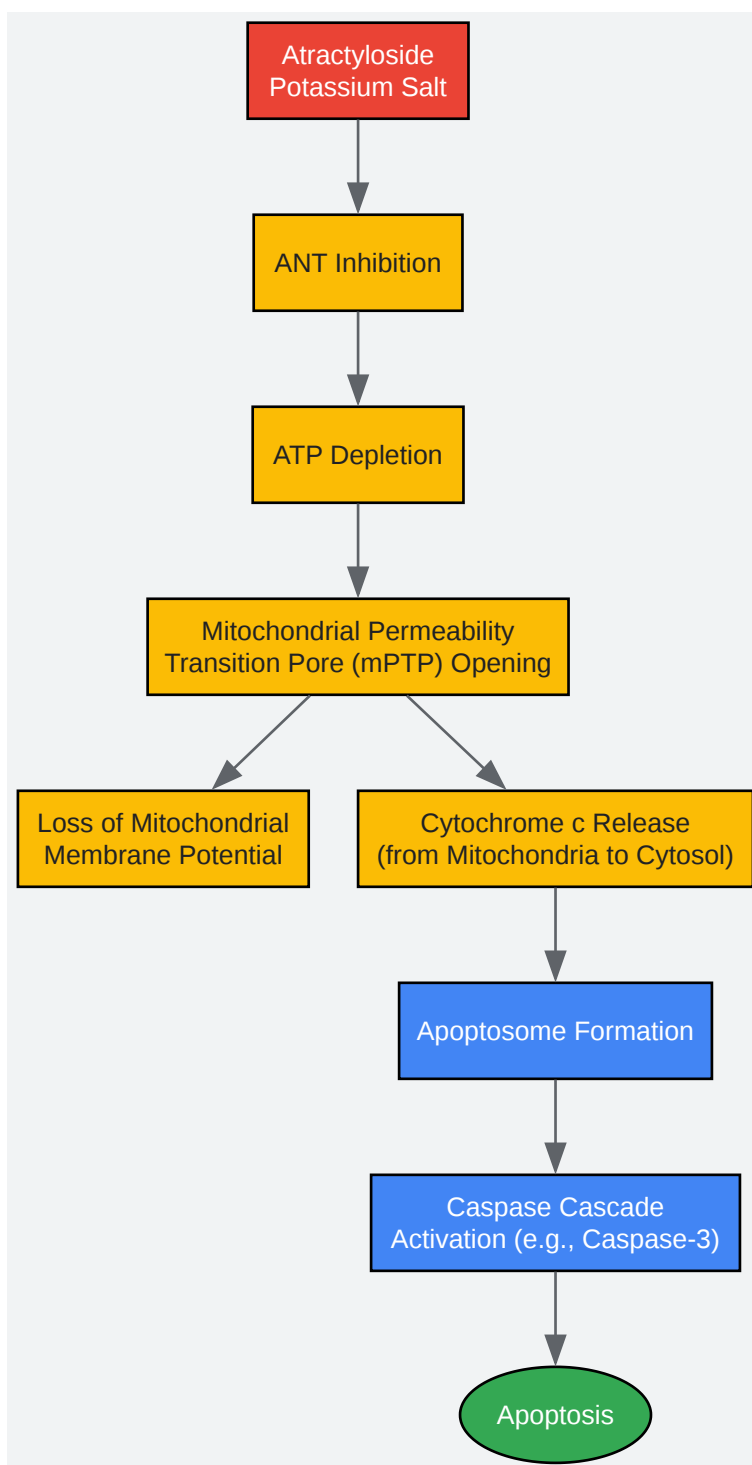 Atractyloside
Potassium Salt
ANT Inhibition
ATP Depletion
Mitochondrial Permeability
Transition Pore (mPTP) Opening
Loss of Mitochondrial
Membrane Potential
Cytochrome c Release
(from Mitochondria to Cytosol)
Apoptosome Formation
Caspase Cascade
Activation (e.g., Caspase-3)
Apoptosis